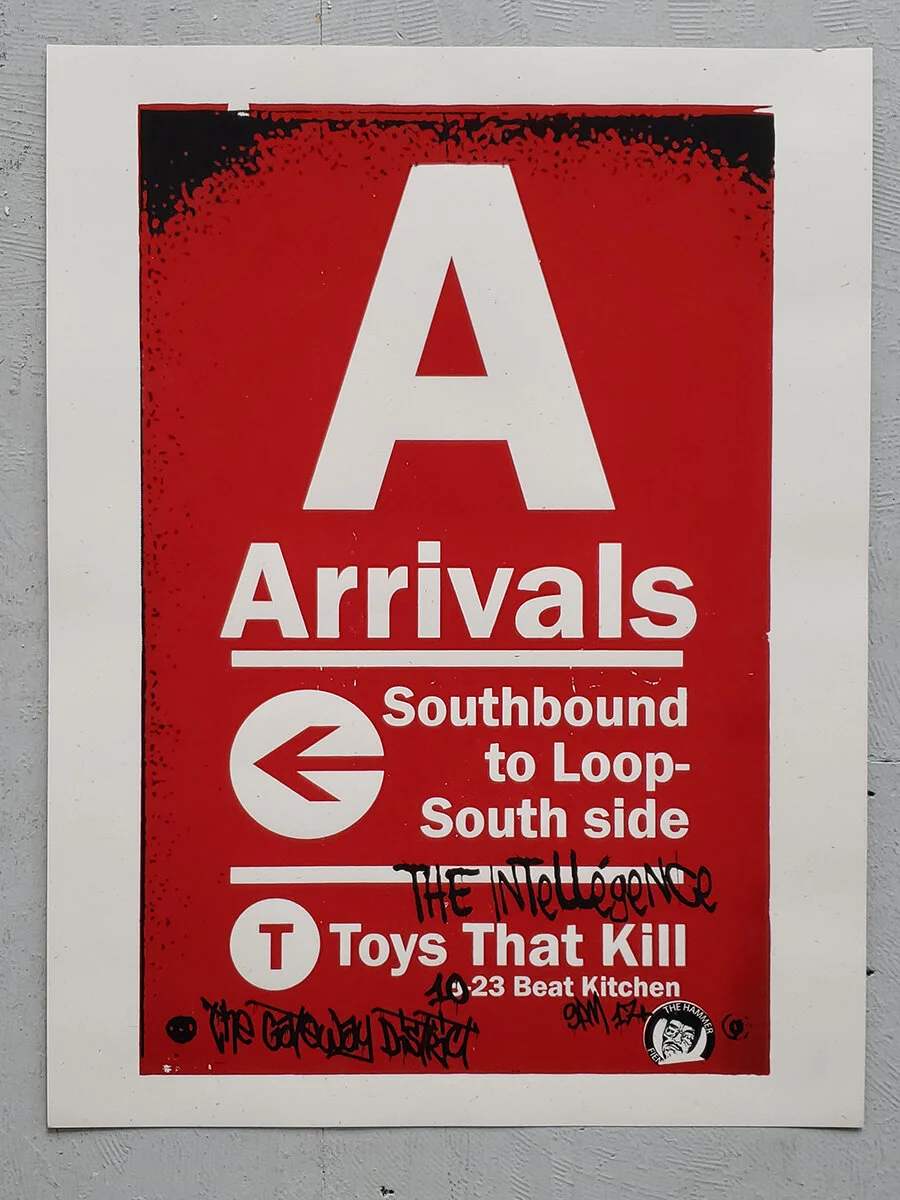 A
Arrivals
Southbound
to Loop-
South side
THE INTeLLégeNCe
T Toys That Kill
10-23 Beat Kitchen
The GATeWAy DiSTRiCT
9PM 17+
THE HAMMER